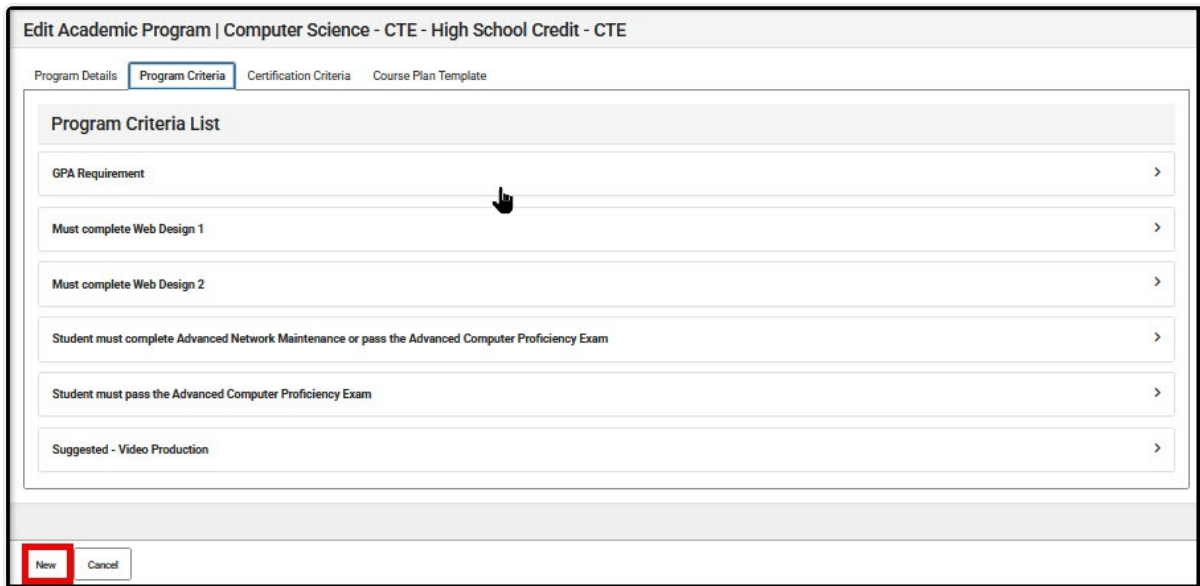 Edit Academic Program | Computer Science - CTE - High School Credit - CTE
Program Details Program Criteria Certification Criteria Course Plan Template
Program Criteria List
GPA Requirement
Must complete Web Design 1
Must complete Web Design 2
Student must complete Advanced Network Maintenance or pass the Advanced Computer Proficiency Exam
Student must pass the Advanced Computer Proficiency Exam
Suggested - Video Production
New Cancel